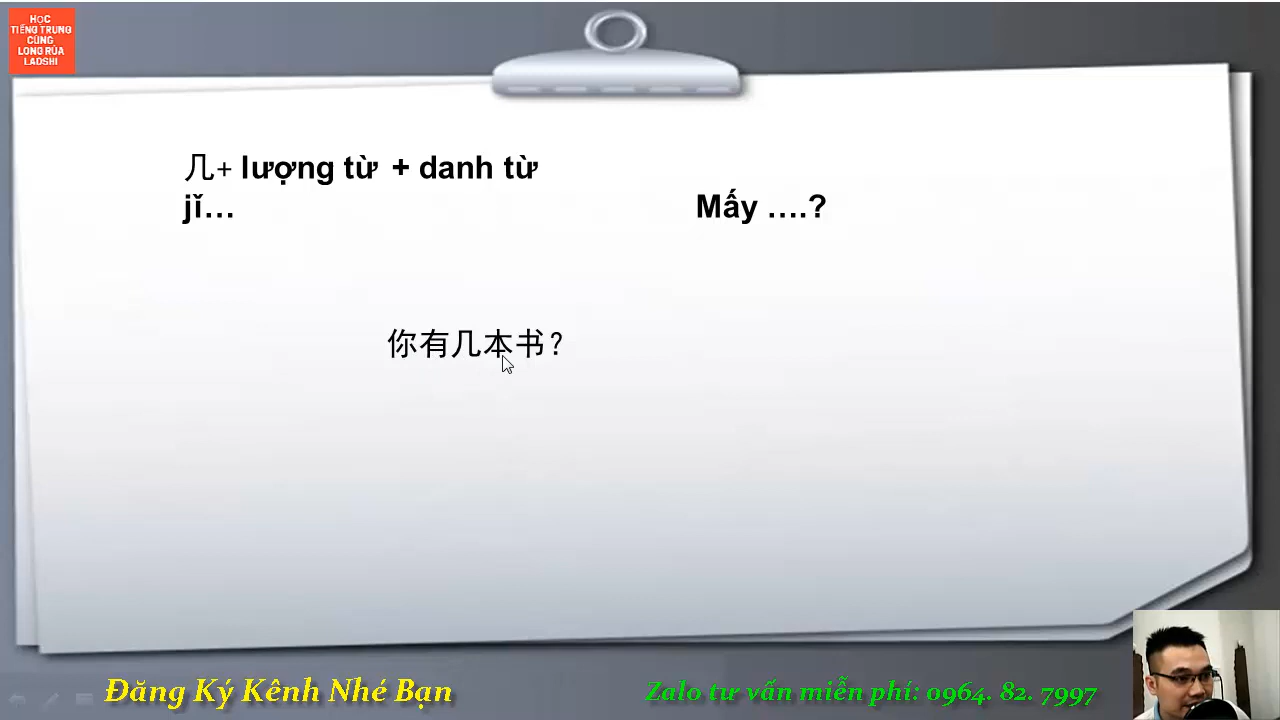 HỌC
TIẾNG TRUNG
CÙNG
LONG RÙA
LADSHI
几+ lượng từ + danh từ
jǐ... Mấy ....?
你有几本书？
Đăng Ký Kênh Nhé Bạn
Zalo tư vấn miễn phí: 0964. 82. 7997